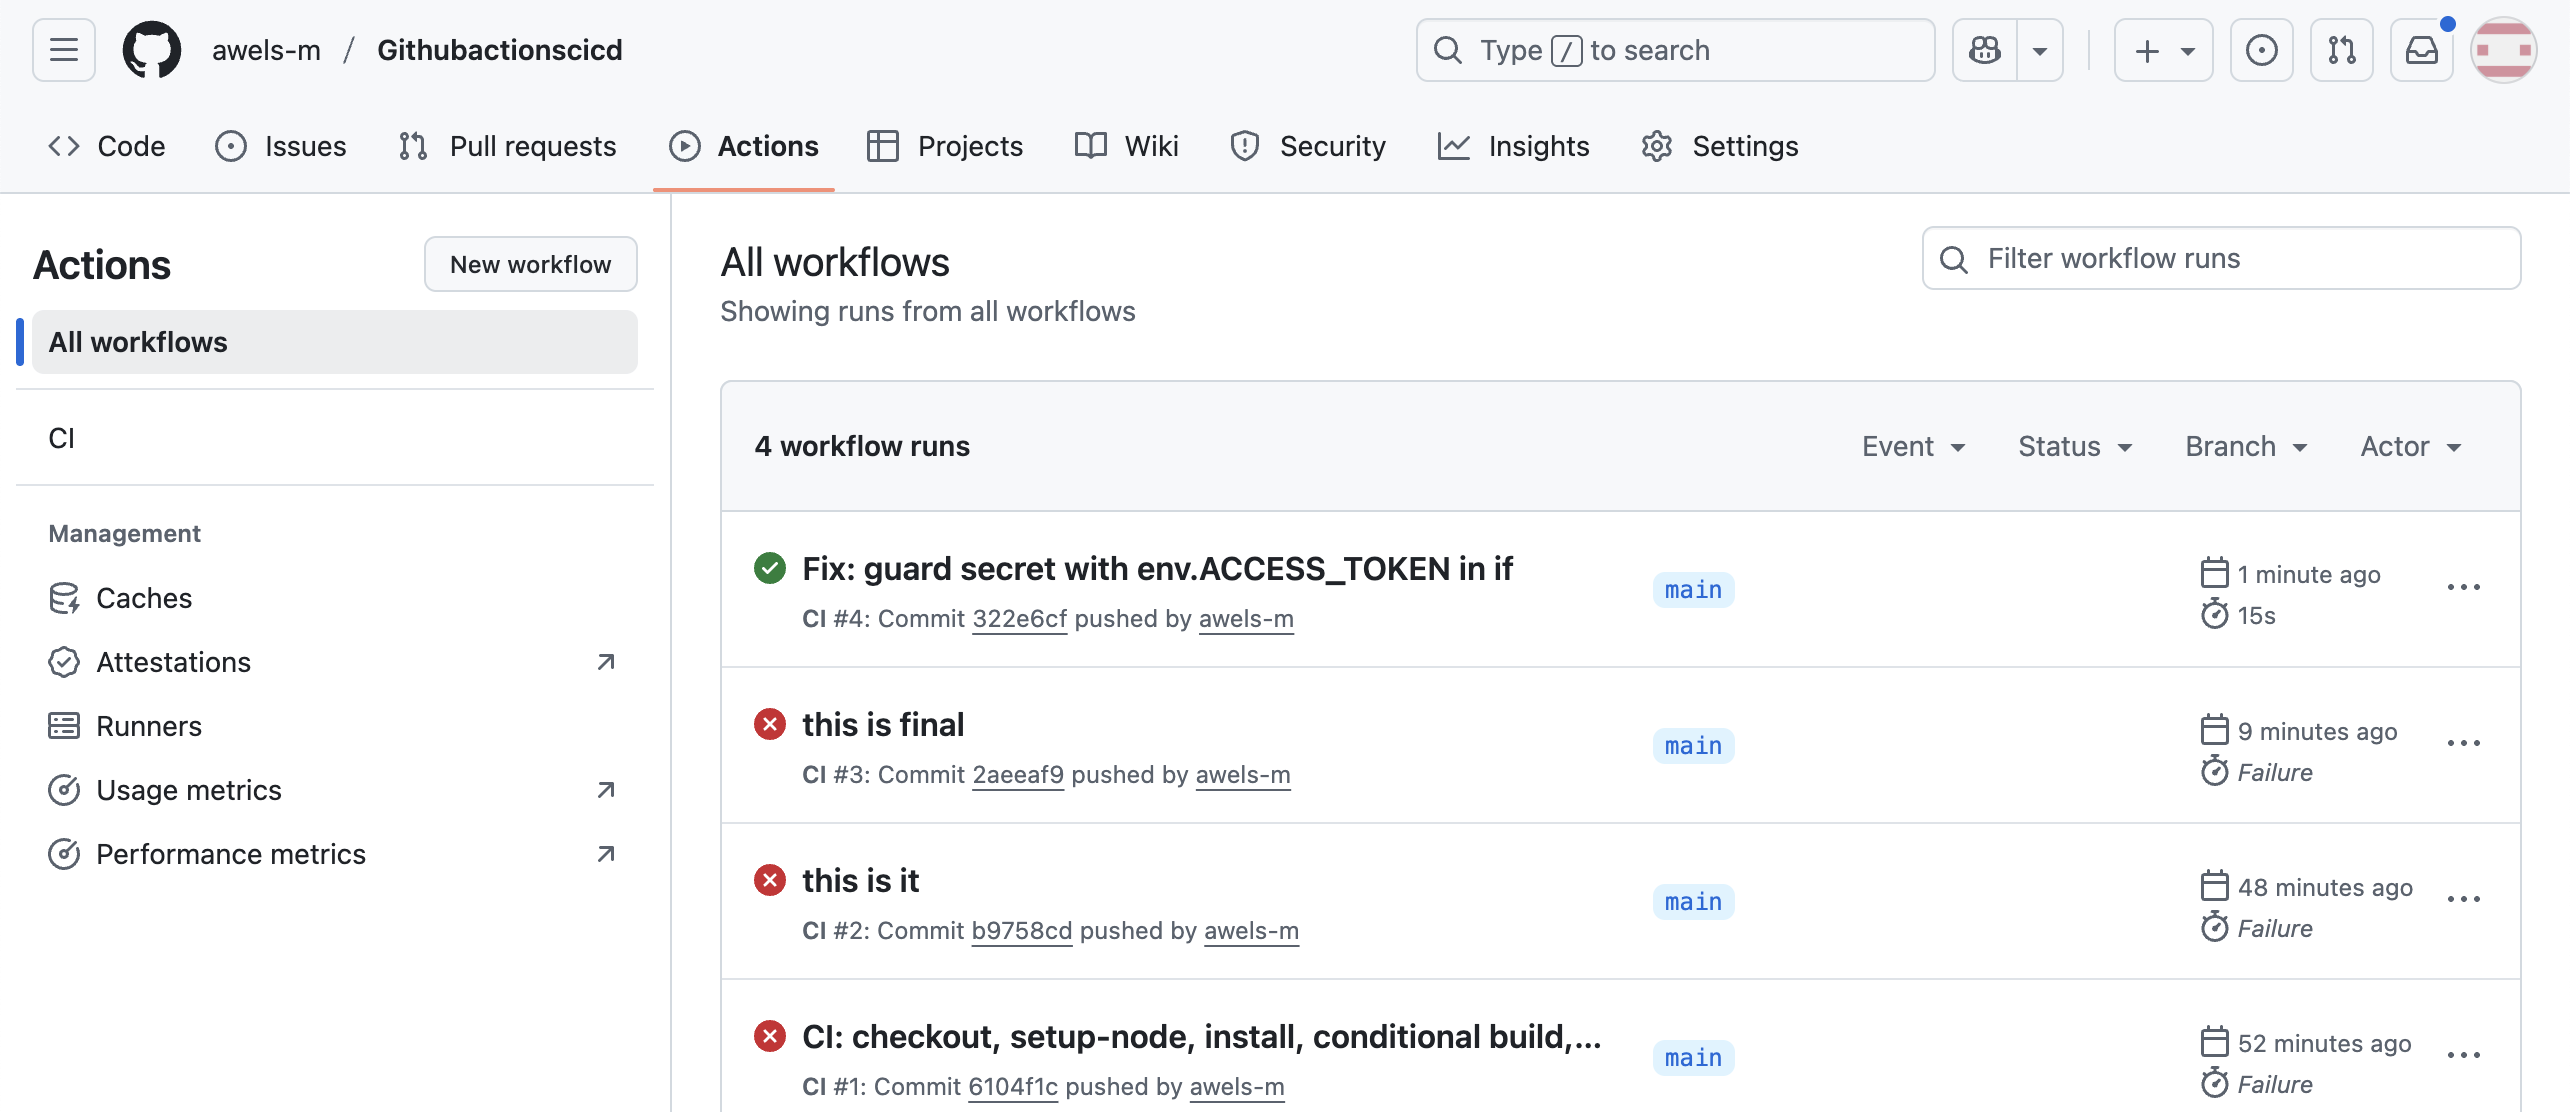 awels-m / Githubactionscicd
Type / to search
Code Issues Pull requests Actions Projects Wiki Security Insights Settings
Actions
New workflow
All workflows
CI
Management
Caches
Attestations
Runners
Usage metrics
Performance metrics
All workflows
Showing runs from all workflows
Filter workflow runs
4 workflow runs
Event Status Branch Actor
Fix: guard secret with env.ACCESS_TOKEN in if
CI #4: Commit 322e6cf pushed by awels-m
main
1 minute ago
15s
this is final
CI #3: Commit 2aeeaf9 pushed by awels-m
main
9 minutes ago
Failure
this is it
CI #2: Commit b9758cd pushed by awels-m
main
48 minutes ago
Failure
CI: checkout, setup-node, install, conditional build,...
CI #1: Commit 6104f1c pushed by awels-m
main
52 minutes ago
Failure